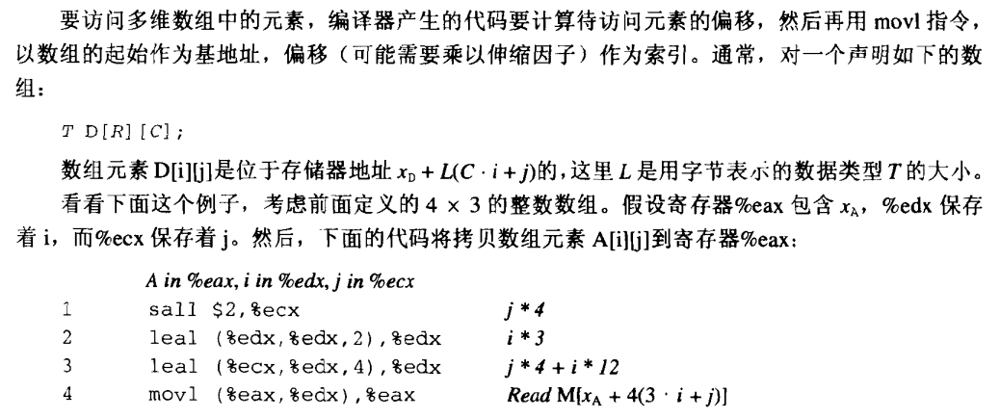 要访问多维数组中的元素，编译器产生的代码要计算待访问元素的偏移，然后再用 movl 指令，
以数组的起始作为基地址，偏移（可能需要乘以伸缩因子）作为索引。通常，对一个声明如下的数
组：
T D[R][C];
数组元素 D[i][j]是位于存储器地址 x_D + L(C · i + j)的，这里 L 是用字节表示的数据类型 T 的大小。
看看下面这个例子，考虑前面定义的 4 × 3 的整数数组。假设寄存器%eax 包含 x_A，%edx 保存
着 i，而%ecx 保存着 j。然后，下面的代码将拷贝数组元素 A[i][j]到寄存器%eax：
A in %eax, i in %edx, j in %ecx
1 sall $2,%ecx j * 4
2 leal (%edx,%edx,2),%edx i * 3
3 leal (%ecx,%edx,4),%edx j * 4 + i * 12
4 movl (%eax,%edx),%eax Read M[x_A + 4(3 · i + j)]